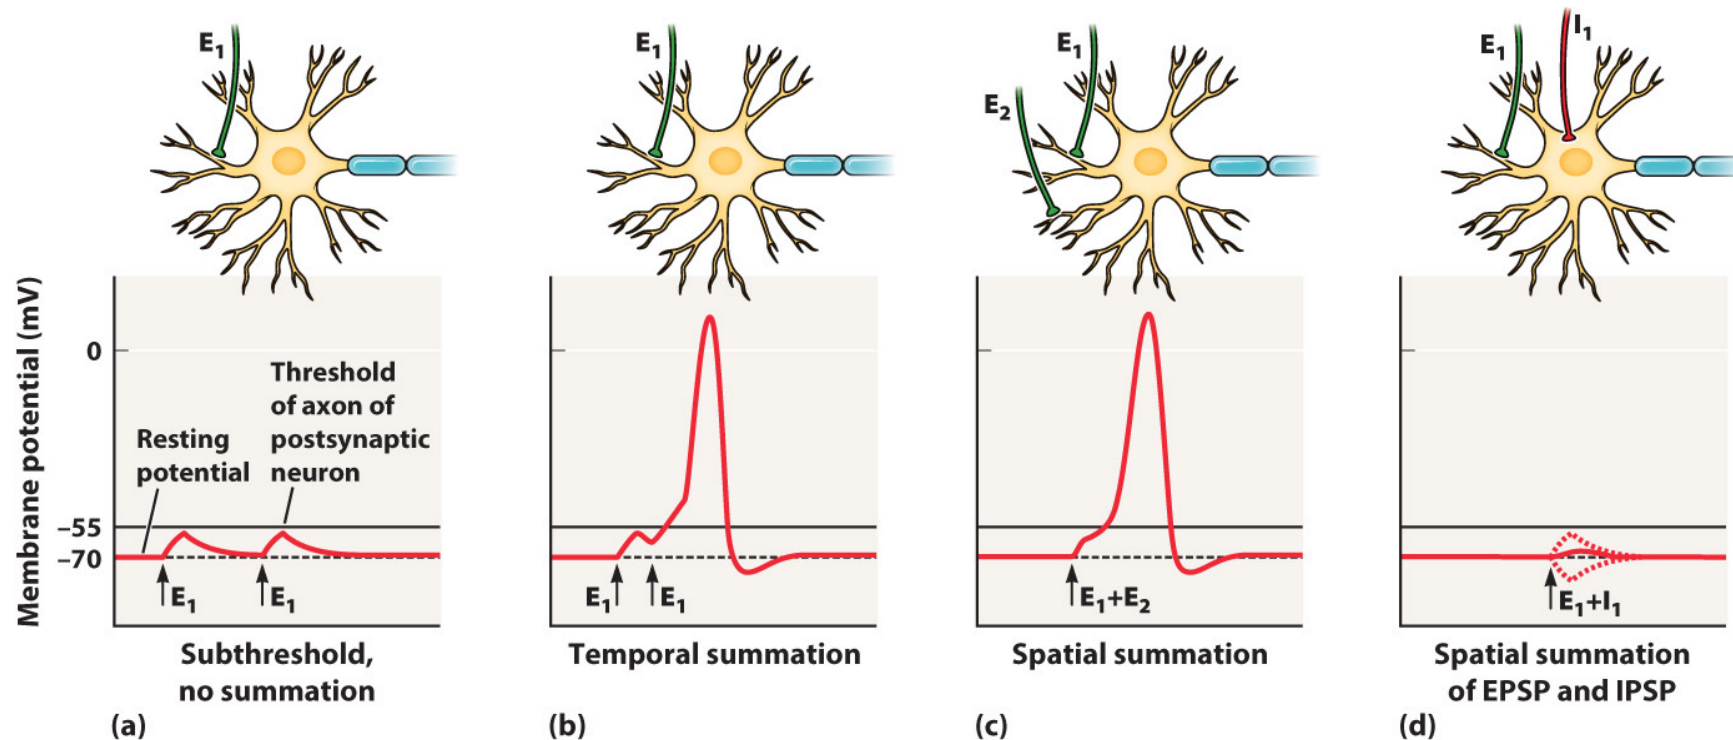 E1
E1
E2
E1
E1
I1
Membrane potential (mV)
0
–55
–70
Resting
potential
Threshold
of axon of
postsynaptic
neuron
E1
E1
Subthreshold,
no summation
(a)
E1
E1
Temporal summation
(b)
E1+E2
Spatial summation
(c)
E1+I1
Spatial summation
of EPSP and IPSP
(d)